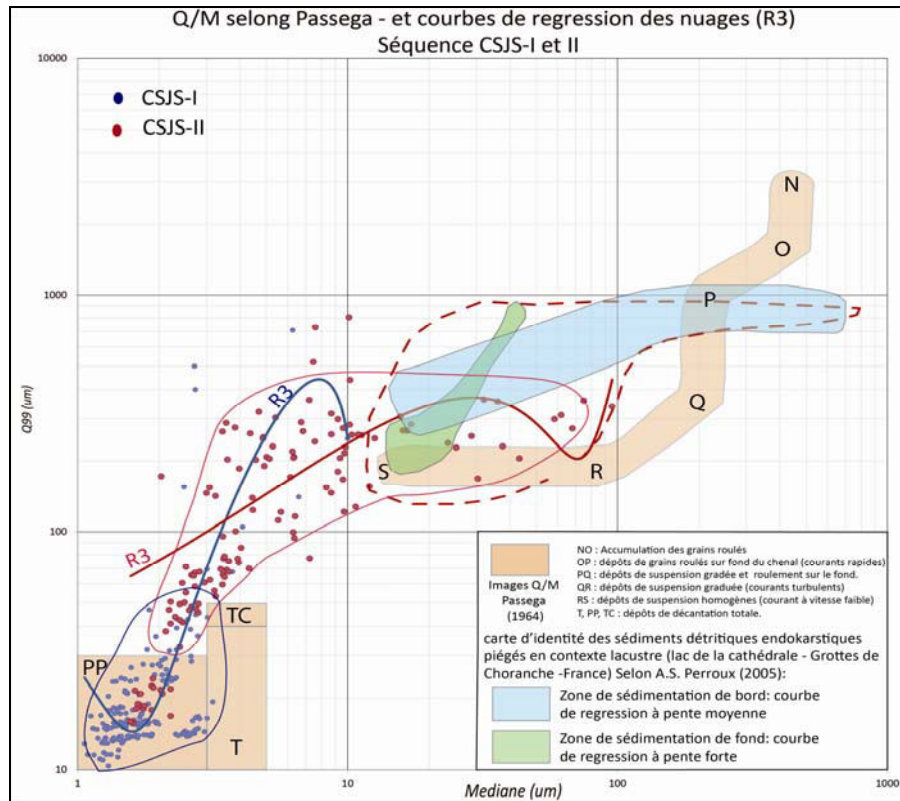 Q/M selong Passega - et courbes de regression des nuages (R3)
Séquence CSJS-I et II
10000
CSJS-I
CSJS-II
N
O
1000
P
R3
Q
Q99 (um)
S
R
100
R3
TC
PP
T
10
1
10
100
1000
Mediane (um)
Images Q/M
Passega
(1964)
NO : Accumulation des grains roulés
OP : dépôts de grains roulés sur fond du chenal (courants rapides)
PQ : dépôts de suspension gradée et roulement sur le fond.
QR : dépôts de suspension graduée (courants turbulents)
RS : dépôts de suspension homogènes (courant à vitesse faible)
T, PP, TC : dépôts de décantation totale.
carte d'identité des sédiments détritiques endokarstiques
piégés en contexte lacustre (lac de la cathédrale - Grottes de
Choranche -France) Selon A.S. Perroux (2005):
Zone de sédimentation de bord: courbe
de regression à pente moyenne
Zone de sédimentation de fond: courbe
de regression à pente forte